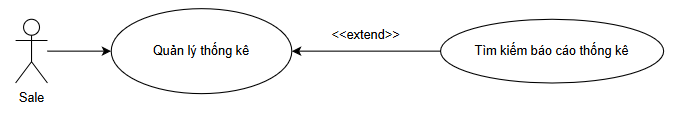 <<extend>>
Quản lý thống kê
Tìm kiếm báo cáo thống kê
Sale